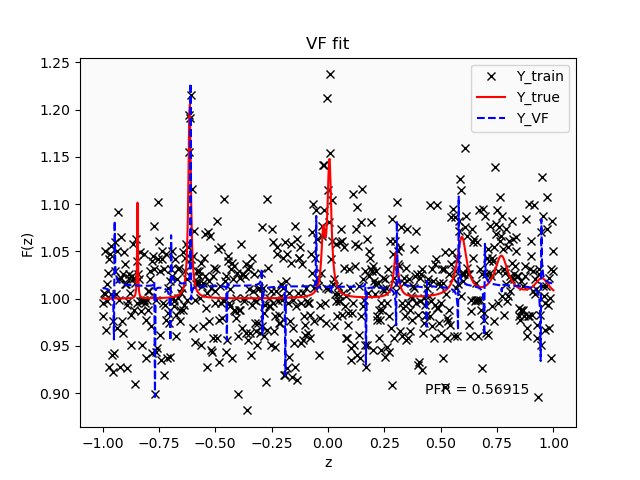 VF fit
1.25
1.20
1.15
1.10
1.05
1.00
0.95
0.90
F(z)
Y_train
Y_true
Y_VF
PFR = 0.56915
−1.00 −0.75 −0.50 −0.25 0.00 0.25 0.50 0.75 1.00
z